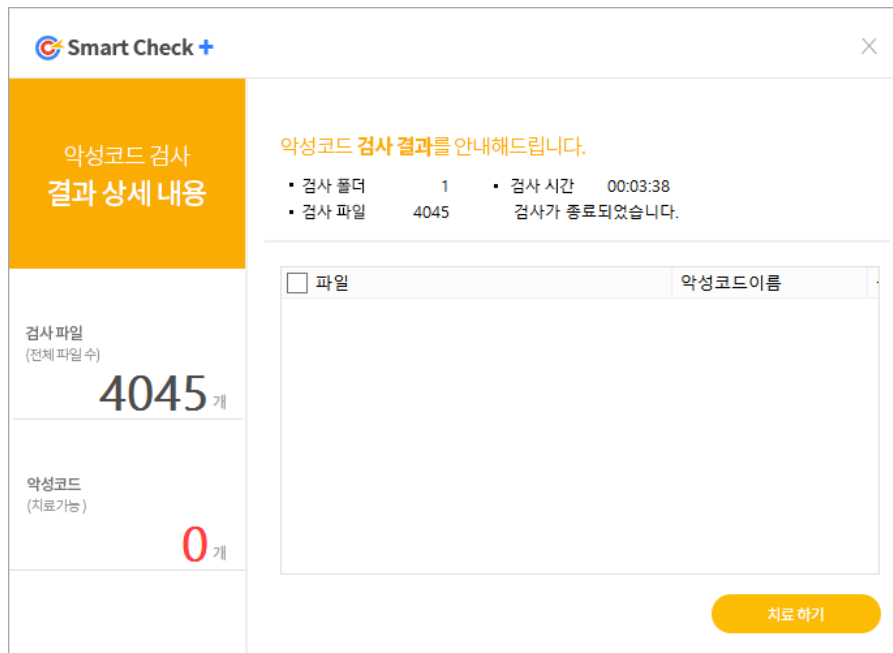 Smart Check +
악성코드 검사
결과 상세 내용
악성코드 검사 결과를 안내해드립니다.
▪ 검사 폴더 1 ▪ 검사 시간 00:03:38
▪ 검사 파일 4045 검사가 종료되었습니다.
파일 악성코드이름
검사 파일
(전체 파일 수)
4045 개
악성코드
(치료가능)
0 개
치료 하기